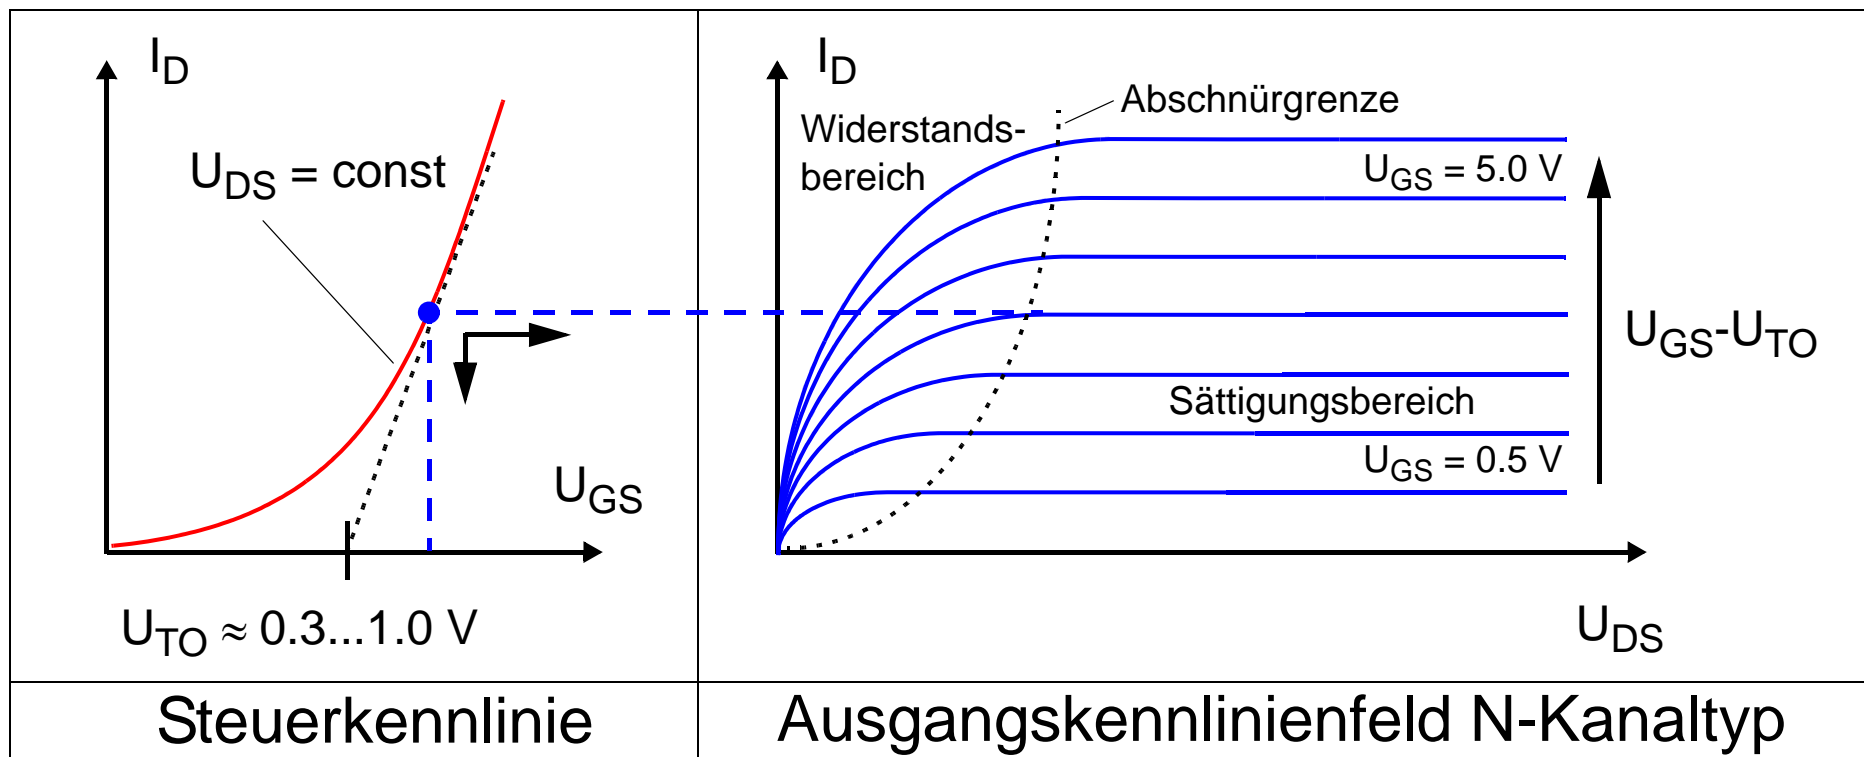 I_D
U_DS = const
U_GS
U_TO ≈ 0.3...1.0 V
Steuerkennlinie
I_D
Abschnürgrenze
Widerstands-
bereich
U_GS = 5.0 V
U_GS-U_TO
Sättigungsbereich
U_GS = 0.5 V
U_DS
Ausgangskennlinienfeld N-Kanaltyp